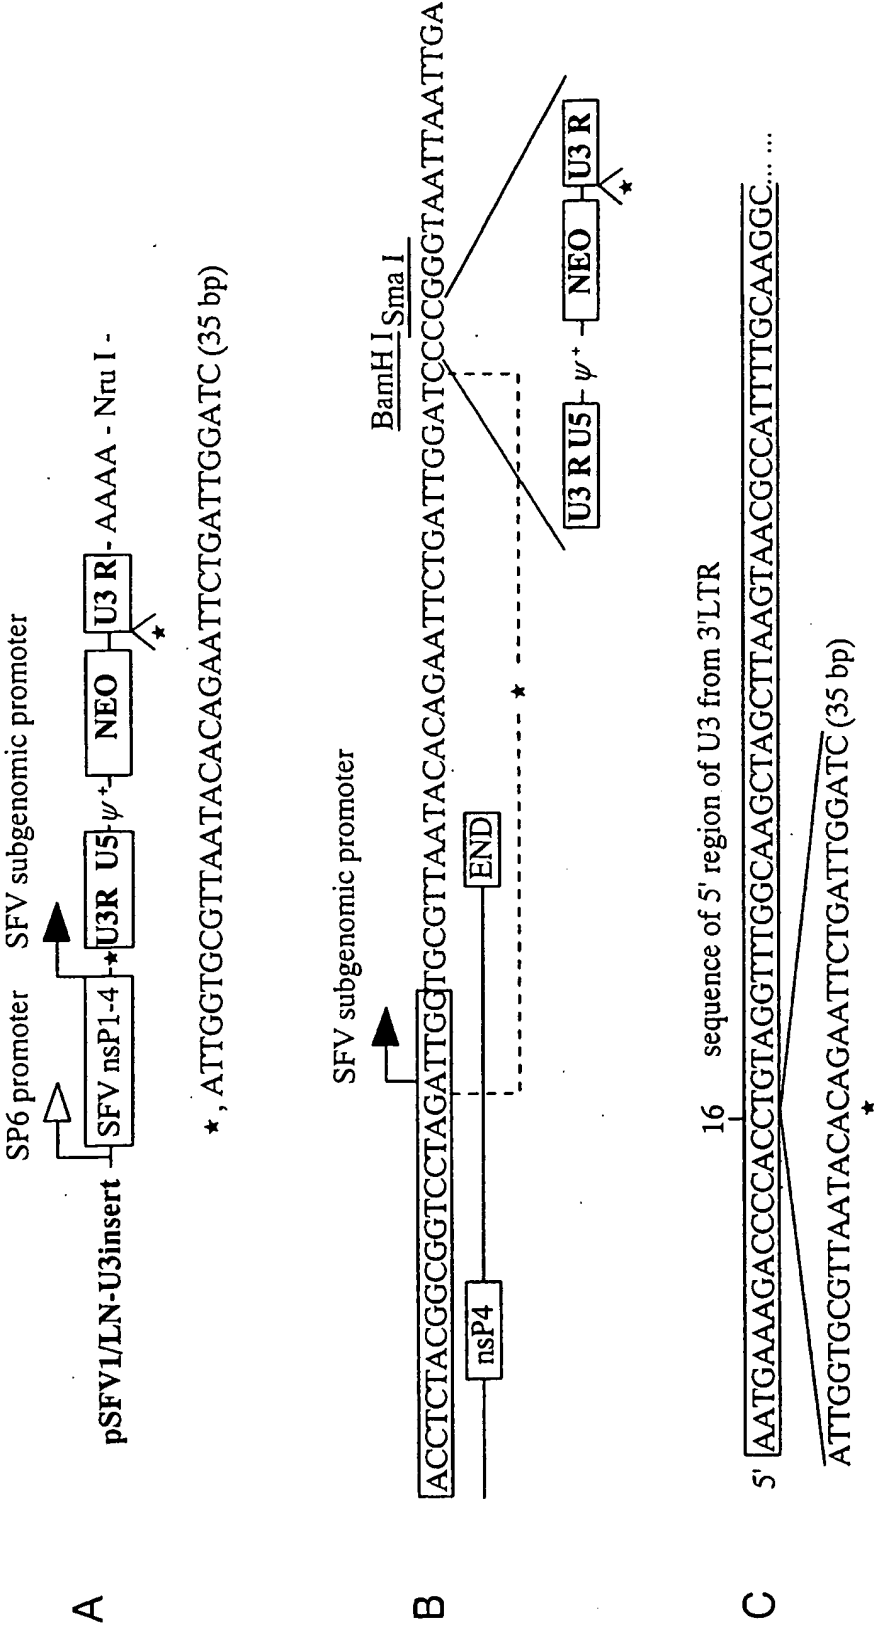 A
SP6 promoter
SFV subgenomic promoter
pSFV1/LN-U3insert
SFV nsP1-4 ★ U3R U5 ψ+ NEO U3 R - AAAA - Nru I -
★
★, ATTGGTGCGTTAATACACAGAATTCTGATTGGATC (35 bp)
B
SFV subgenomic promoter
BamH I
Sma I
ACCTCTACGGCGGTCCTAGATTGGTGCGTTAATACACAGAATTCTGATTGGATCCCCGGGTAATTAATTGA
nsP4
END
★
U3 R U5 ψ+ NEO U3 R
★
C
sequence of 5' region of U3 from 3'LTR
16
5' AATGAAAGACCCCACCTGTAGGTTTGGCAAGCTAGCTTAAGTAACGCCATTTTGCAAGGC... ...
ATTGGTGCGTTAATACACAGAATTCTGATTGGATC (35 bp)
★